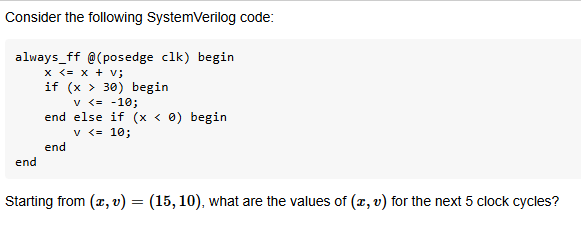 Consider the following SystemVerilog code:
always_ff @(posedge clk) begin
    x <= x + v;
    if (x > 30) begin
        v <= -10;
    end else if (x < 0) begin
        v <= 10;
    end
end
Starting from (x, v) = (15, 10), what are the values of (x, v) for the next 5 clock cycles?